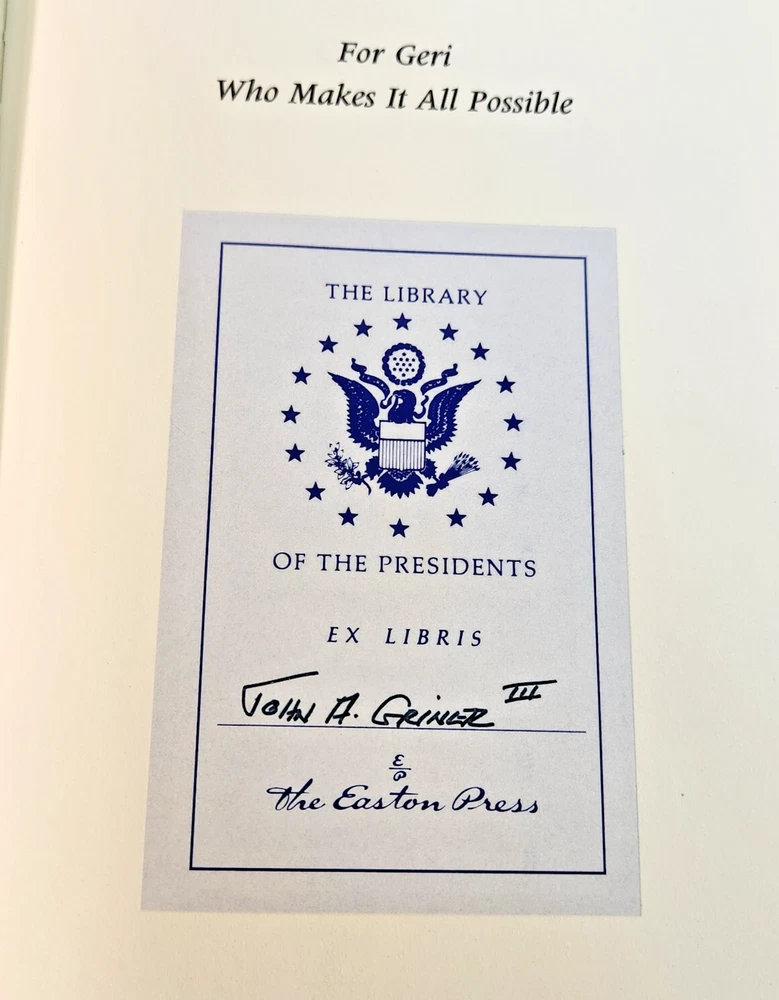 For Geri
Who Makes It All Possible
THE LIBRARY
OF THE PRESIDENTS
EX LIBRIS
JOHN A. GRINER III
E
P
the Easton Press